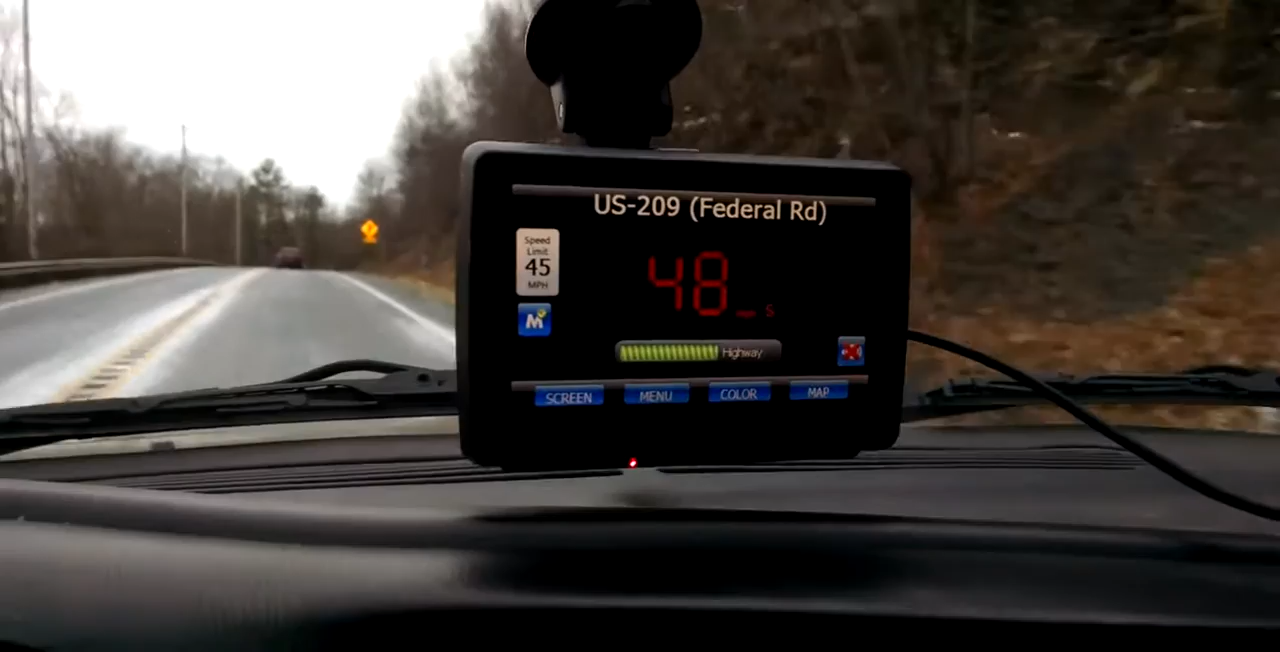 US-209 (Federal Rd)
Speed
Limit
45
MPH
48
S
M
Highway
SCREEN
MENU
COLOR
MAP